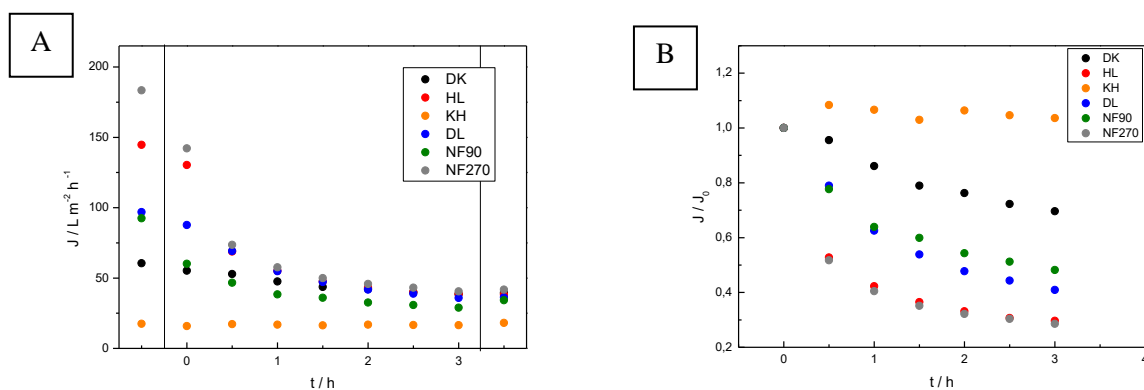 A
J / L m⁻² h⁻¹
200
150
100
50
0
DK
HL
KH
DL
NF90
NF270
0
1
2
3
t / h
B
J / J₀
1,2
1,0
0,8
0,6
0,4
0,2
DK
HL
KH
DL
NF90
NF270
0
1
2
3
4
t / h